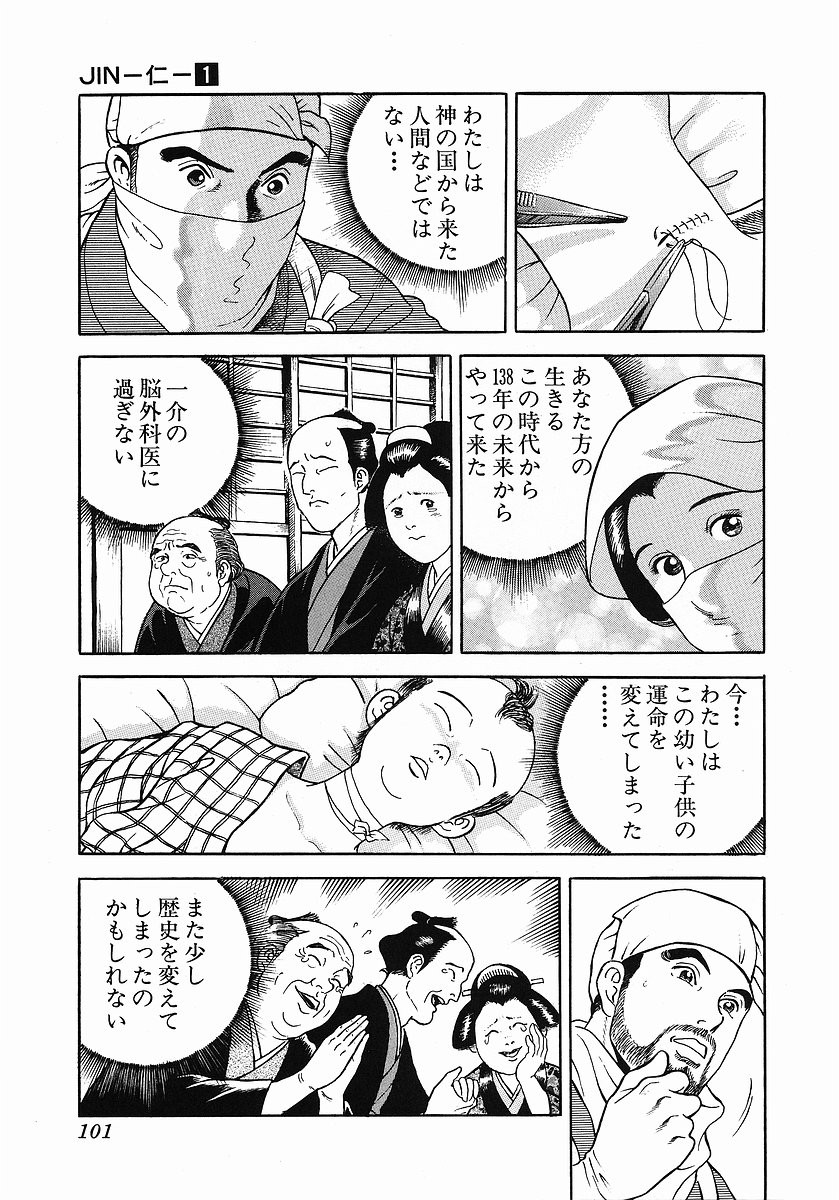 JIN－仁－1
わたしは
神の国から来た
人間などでは
ない…
あなた方の
生きる
この時代から
138年の未来から
やって来た
一介の
脳外科医に
過ぎない
今…
わたしは
この幼い子供の
運命を
変えてしまった
……
また少し
歴史を変えて
しまったの
かもしれない
101